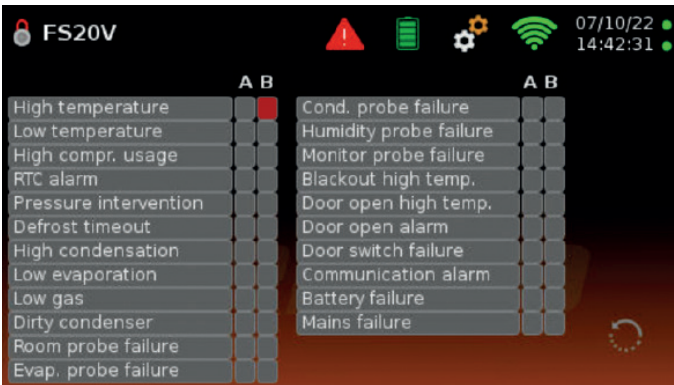 FS20V
07/10/22
14:42:31
A B
High temperature
Low temperature
High compr. usage
RTC alarm
Pressure intervention
Defrost timeout
High condensation
Low evaporation
Low gas
Dirty condenser
Room probe failure
Evap. probe failure
A B
Cond. probe failure
Humidity probe failure
Monitor probe failure
Blackout high temp.
Door open high temp.
Door open alarm
Door switch failure
Communication alarm
Battery failure
Mains failure